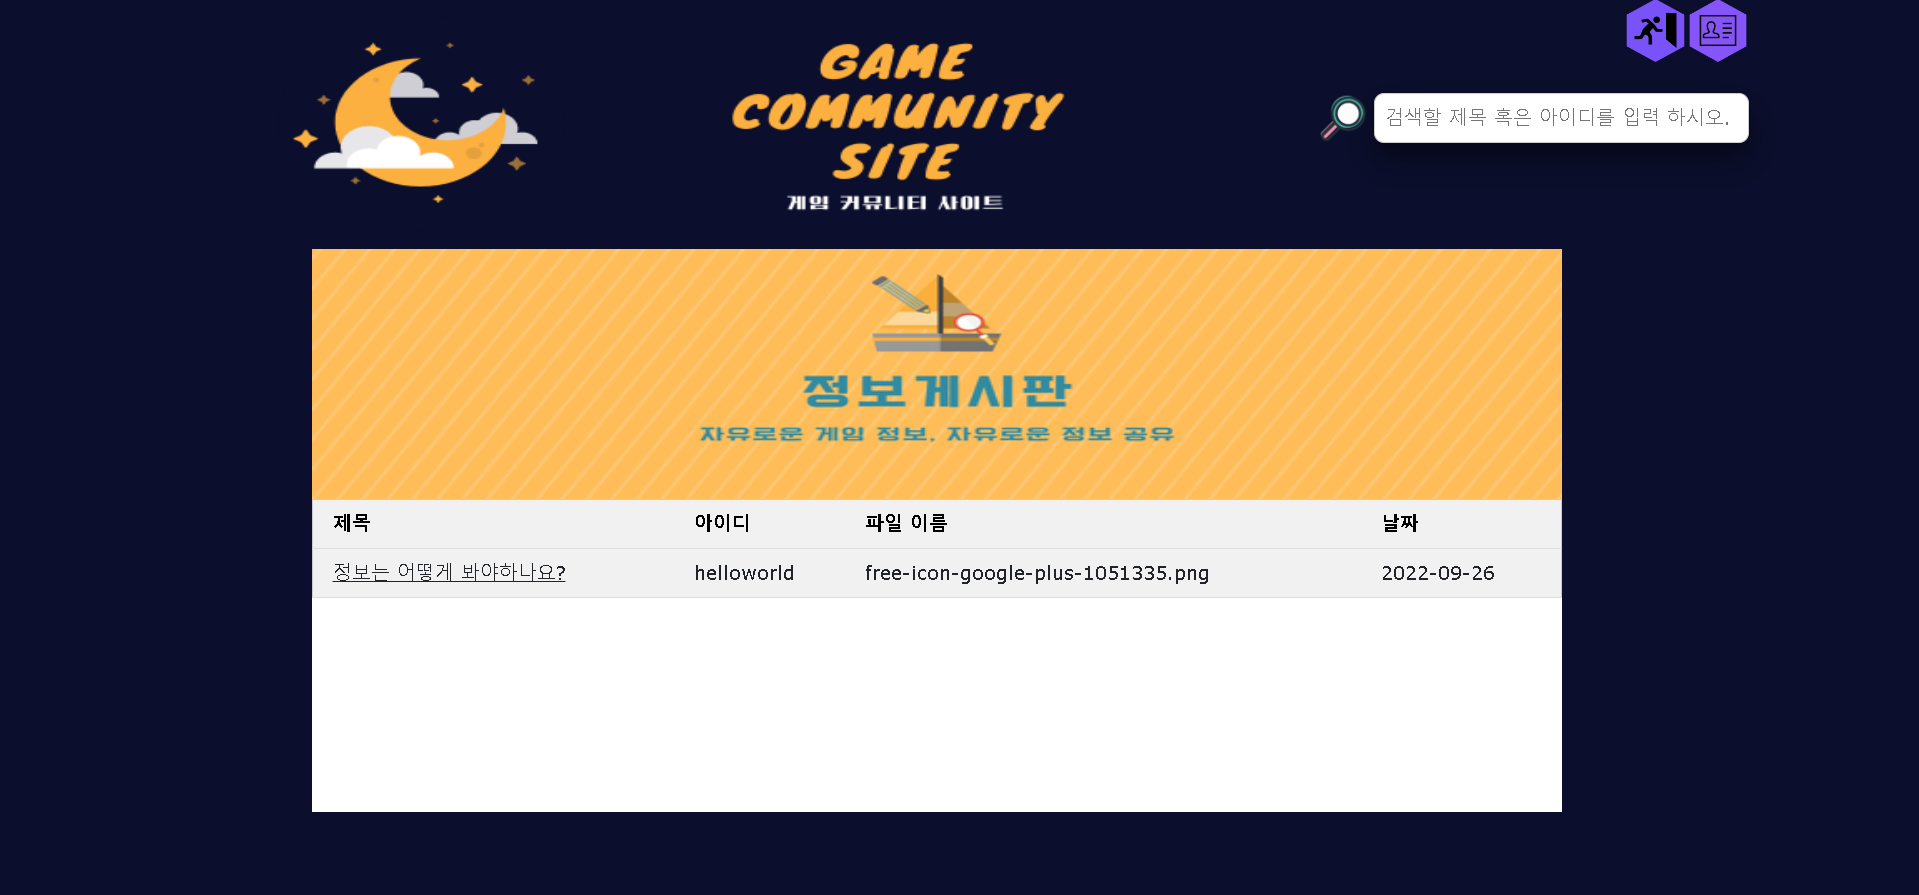 GAME
COMMUNITY
SITE
게임 커뮤니티 사이트
검색할 제목 혹은 아이디를 입력 하시오.
정보게시판
자유로운 게임 정보, 자유로운 정보 공유
제목 아이디 파일 이름 날짜
정보는 어떻게 봐야하나요? helloworld free-icon-google-plus-1051335.png 2022-09-26